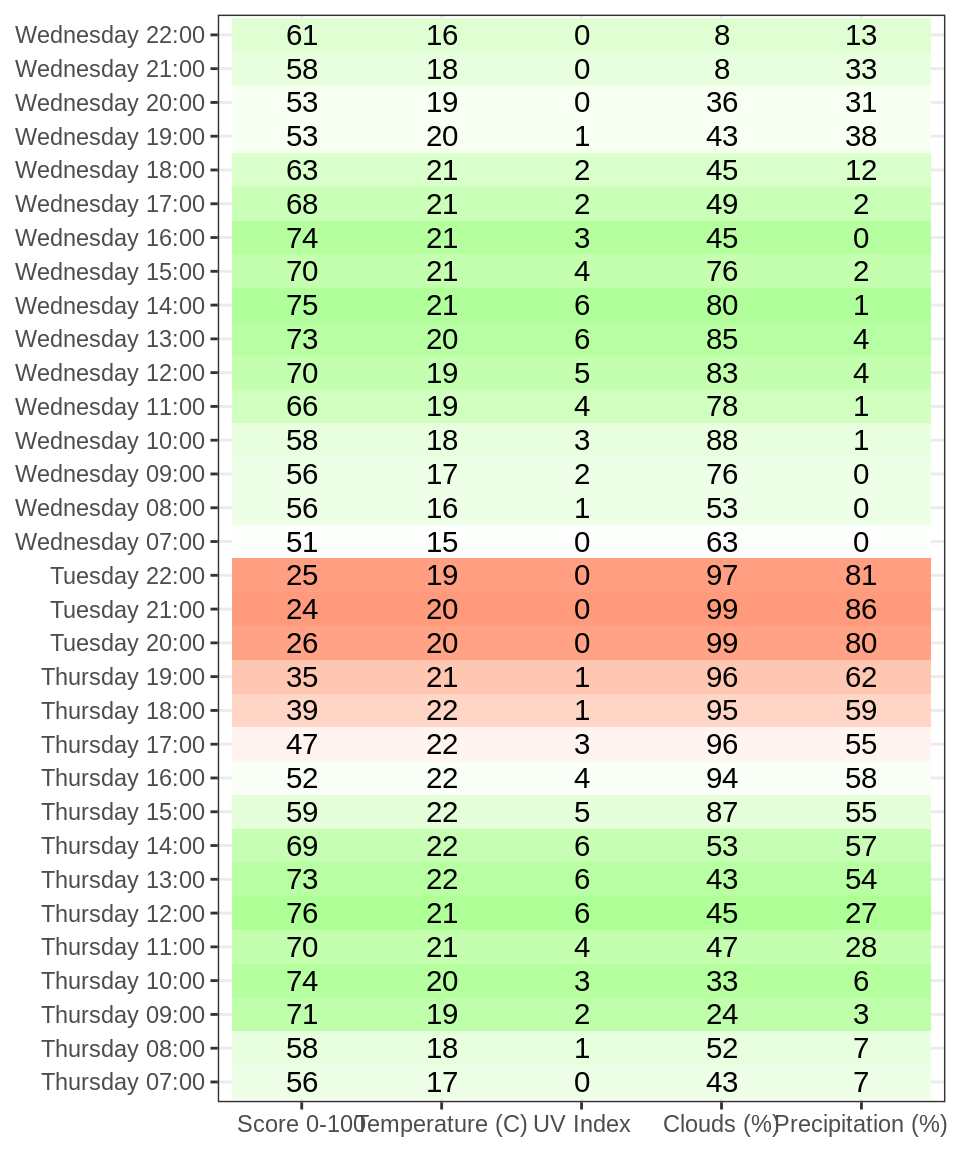 Wednesday 22:00 61 16 0 8 13
Wednesday 21:00 58 18 0 8 33
Wednesday 20:00 53 19 0 36 31
Wednesday 19:00 53 20 1 43 38
Wednesday 18:00 63 21 2 45 12
Wednesday 17:00 68 21 2 49 2
Wednesday 16:00 74 21 3 45 0
Wednesday 15:00 70 21 4 76 2
Wednesday 14:00 75 21 6 80 1
Wednesday 13:00 73 20 6 85 4
Wednesday 12:00 70 19 5 83 4
Wednesday 11:00 66 19 4 78 1
Wednesday 10:00 58 18 3 88 1
Wednesday 09:00 56 17 2 76 0
Wednesday 08:00 56 16 1 53 0
Wednesday 07:00 51 15 0 63 0
Tuesday 22:00 25 19 0 97 81
Tuesday 21:00 24 20 0 99 86
Tuesday 20:00 26 20 0 99 80
Thursday 19:00 35 21 1 96 62
Thursday 18:00 39 22 1 95 59
Thursday 17:00 47 22 3 96 55
Thursday 16:00 52 22 4 94 58
Thursday 15:00 59 22 5 87 55
Thursday 14:00 69 22 6 53 57
Thursday 13:00 73 22 6 43 54
Thursday 12:00 76 21 6 45 27
Thursday 11:00 70 21 4 47 28
Thursday 10:00 74 20 3 33 6
Thursday 09:00 71 19 2 24 3
Thursday 08:00 58 18 1 52 7
Thursday 07:00 56 17 0 43 7
Score 0-100 Temperature (C) UV Index Clouds (%) Precipitation (%)